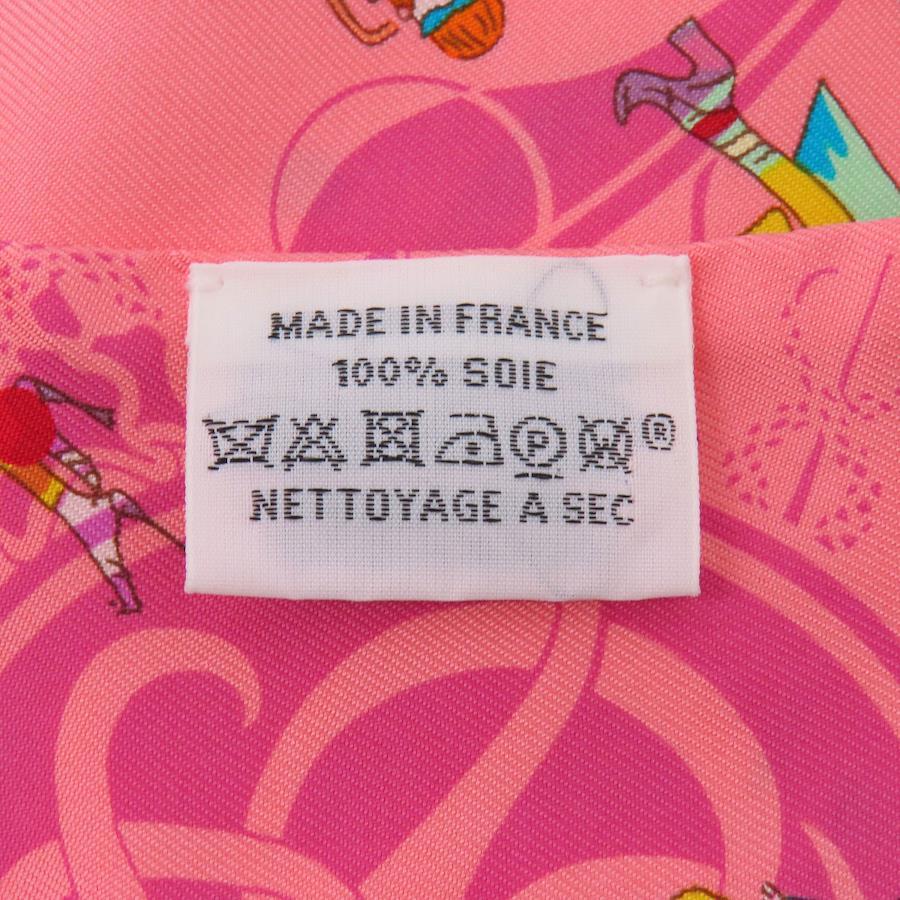 MADE IN FRANCE
100% SOIE
P W ®
NETTOYAGE A SEC